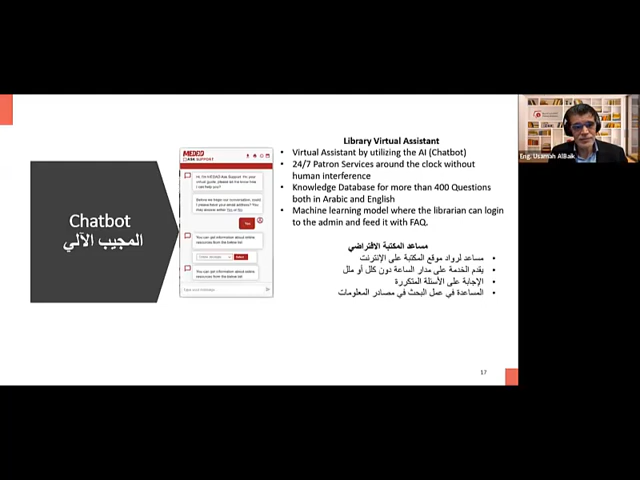 Chatbot
المجيب الآلي
MEDAD
ASK SUPPORT
Library Virtual Assistant
• Virtual Assistant by utilizing the AI (Chatbot)
• 24/7 Patron Services around the clock without
human interference
• Knowledge Database for more than 400 Questions
both in Arabic and English
• Machine learning model where the librarian can login
to the admin and feed it with FAQ.
مساعد المكتبة الافتراضي
• مساعد لرواد موقع المكتبة على الإنترنت
• يقدم الخدمة على مدار الساعة دون كلل أو ملل
• الإجابة على الأسئلة المتكررة
• المساعدة في عمل البحث في مصادر المعلومات
17
Eng. Usamah AlBaik